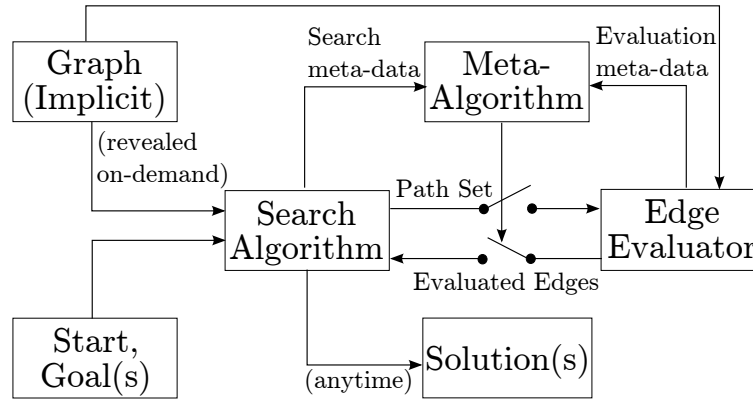 Graph
(Implicit)
Search
meta-data
Meta-
Algorithm
Evaluation
meta-data
(revealed
on-demand)
Search
Algorithm
Path Set
Edge
Evaluator
Evaluated Edges
Start,
Goal(s)
(anytime)
Solution(s)